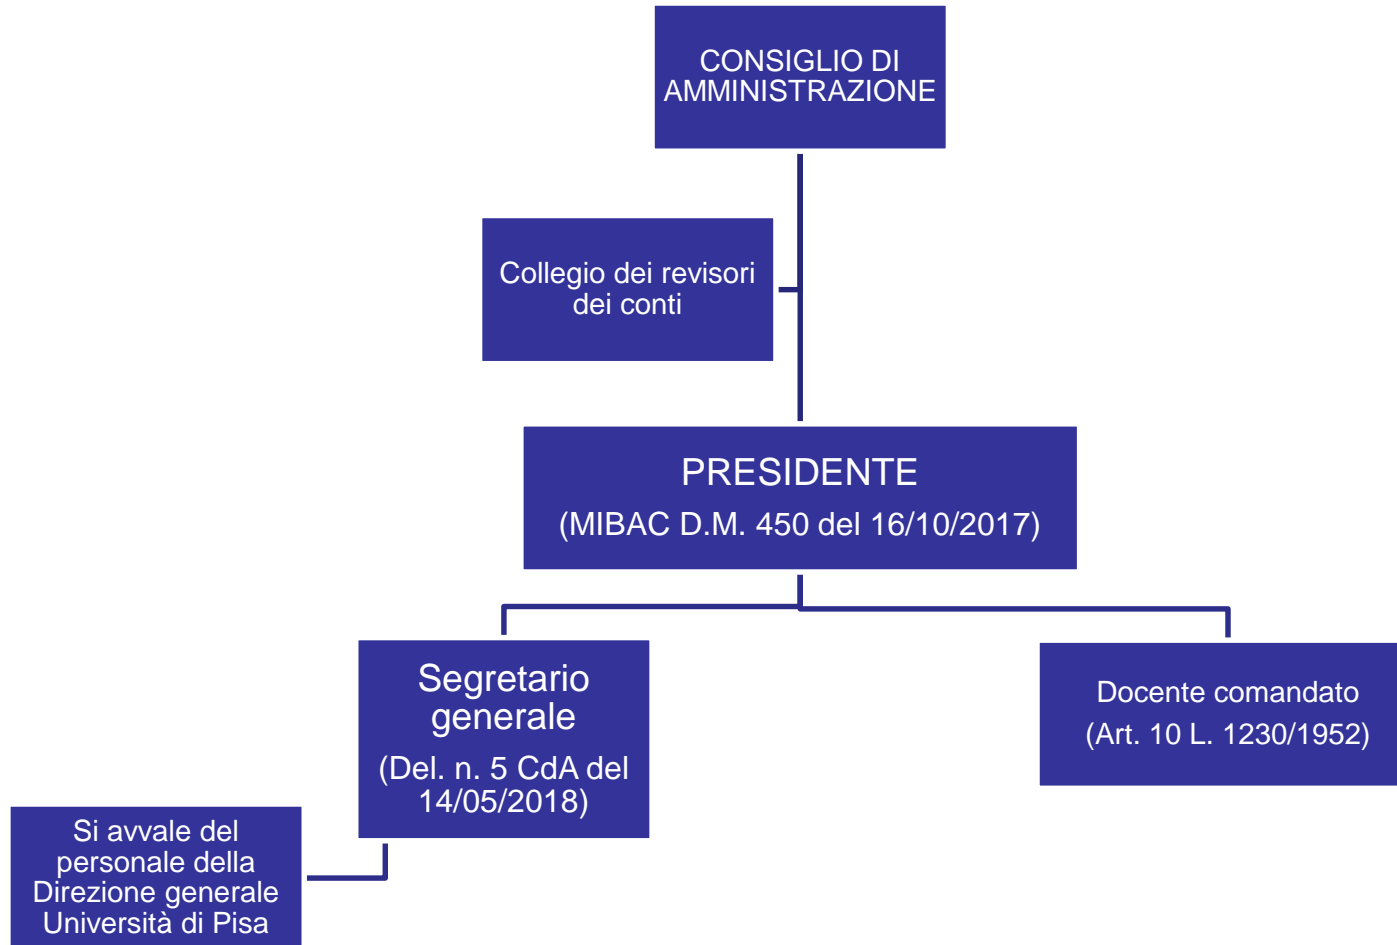 CONSIGLIO DI
AMMINISTRAZIONE
Collegio dei revisori
dei conti
PRESIDENTE
(MIBAC D.M. 450 del 16/10/2017)
Segretario
generale
(Del. n. 5 CdA del
14/05/2018)
Docente comandato
(Art. 10 L. 1230/1952)
Si avvale del
personale della
Direzione generale
Università di Pisa